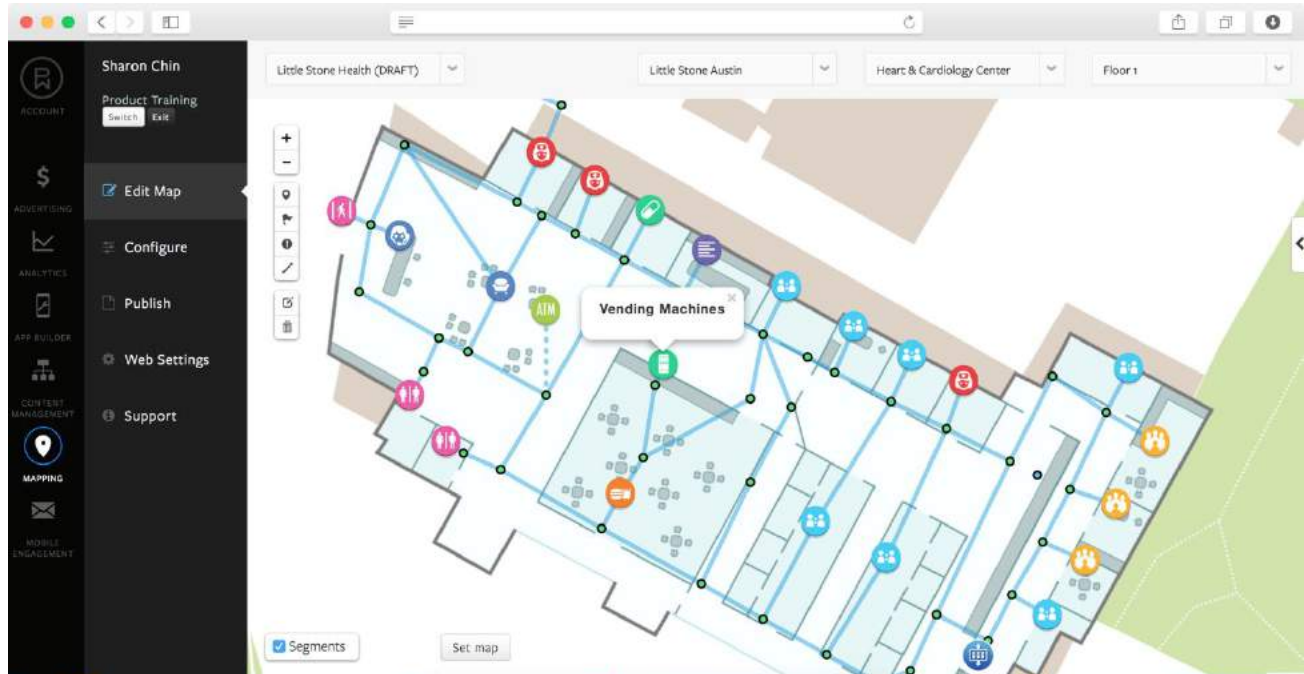 Sharon Chin
Product Training
Switch Exit
ACCOUNT
ADVERTISING
ANALYTICS
APP BUILDER
CONTENT
MANAGEMENT
MAPPING
MOBILE
ENGAGEMENT
Edit Map
Configure
Publish
Web Settings
Support
Little Stone Health (DRAFT)
Little Stone Austin
Heart & Cardiology Center
Floor 1
ATM
Vending Machines
Segments
Set map